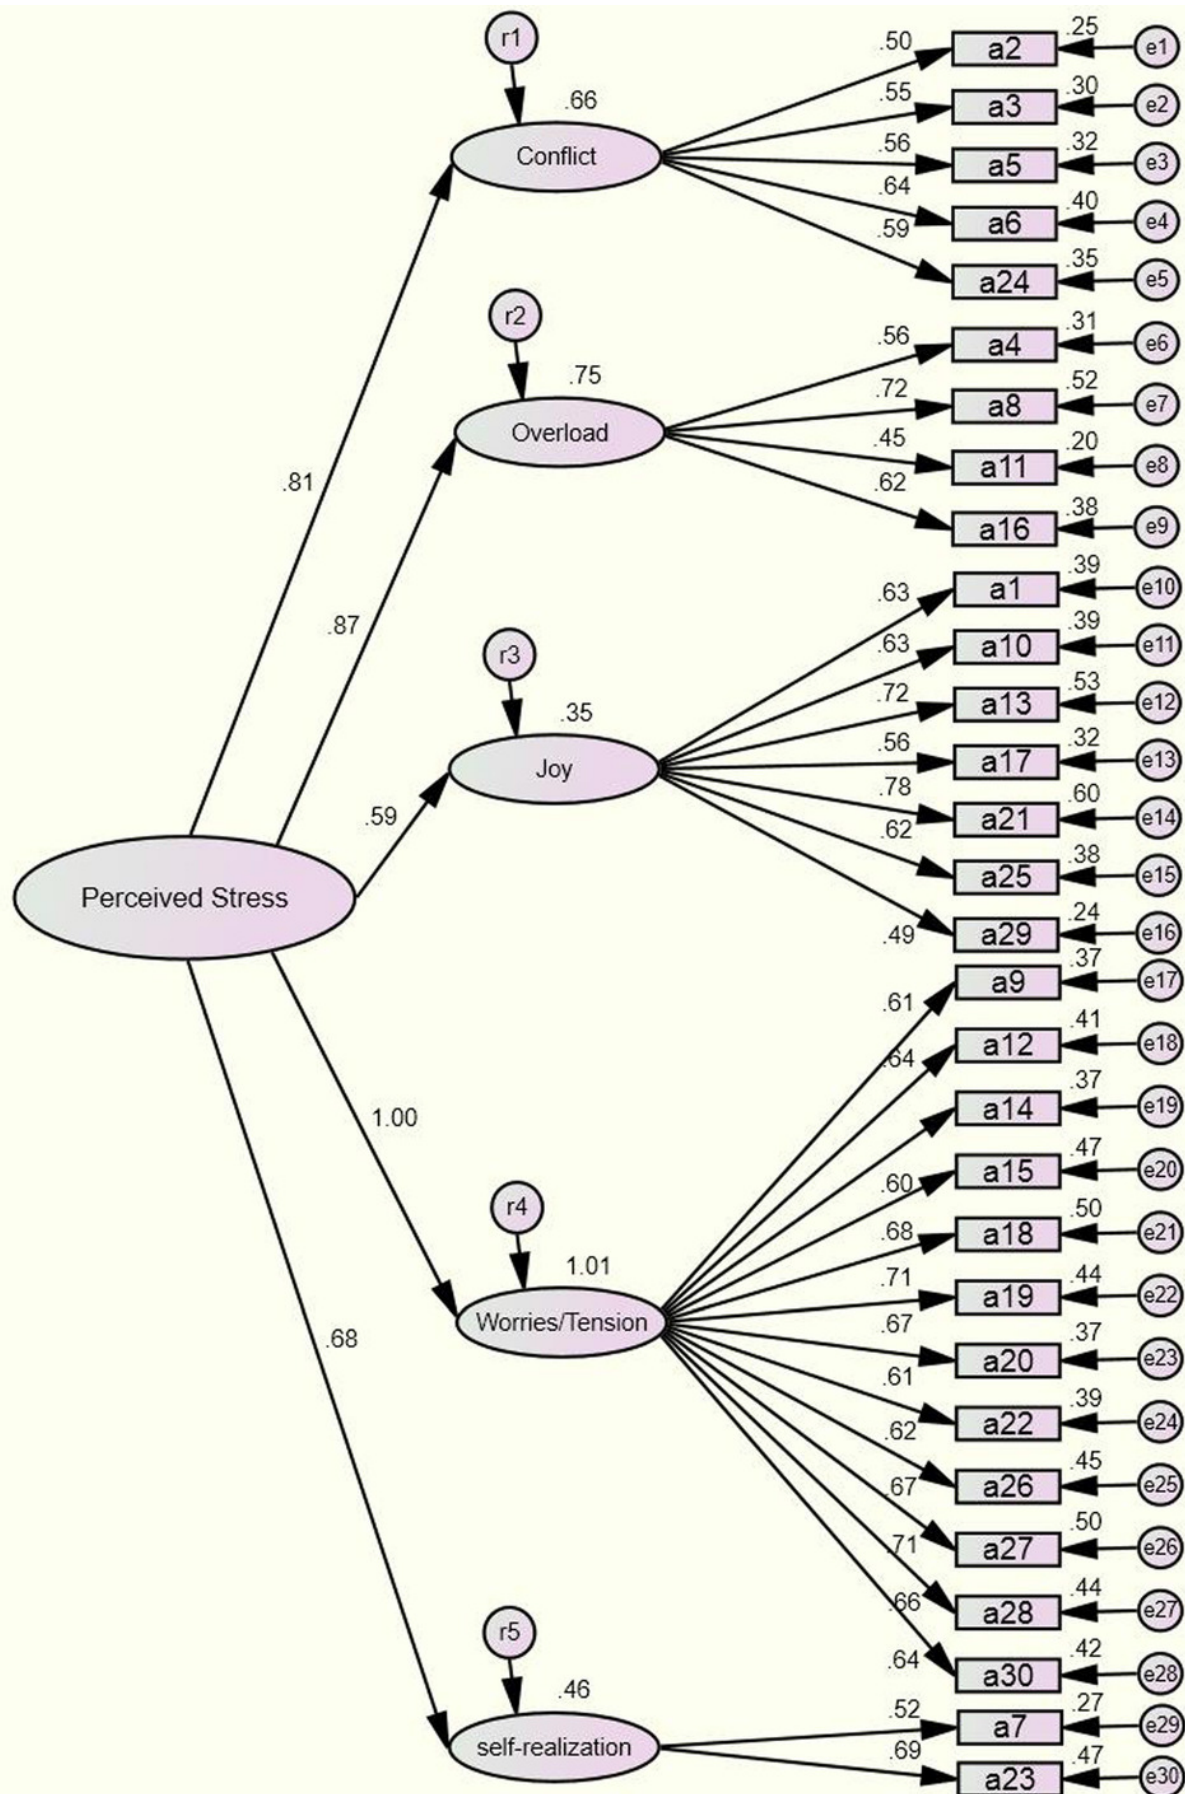 r1
.66
Conflict
.50
a2
.25
e1
.55
a3
.30
e2
.56
a5
.32
e3
.64
a6
.40
e4
.59
a24
.35
e5
r2
.75
Overload
.56
a4
.31
e6
.72
a8
.52
e7
.45
a11
.20
e8
.62
a16
.38
e9
.81
.87
r3
.35
Joy
.63
a1
.39
e10
.63
a10
.39
e11
.72
a13
.53
e12
.56
a17
.32
e13
.78
a21
.60
e14
.62
a25
.38
e15
.49
a29
.24
e16
.59
Perceived Stress
1.00
.68
r4
1.01
Worries/Tension
.61
a9
.37
e17
.64
a12
.41
e18
a14
.37
e19
.60
a15
.47
e20
.68
a18
.50
e21
.71
a19
.44
e22
.67
a20
.37
e23
.61
a22
.39
e24
.62
a26
.45
e25
.67
a27
.50
e26
.71
a28
.44
e27
.66
.64
a30
.42
e28
r5
.46
self-realization
.52
a7
.27
e29
.69
a23
.47
e30